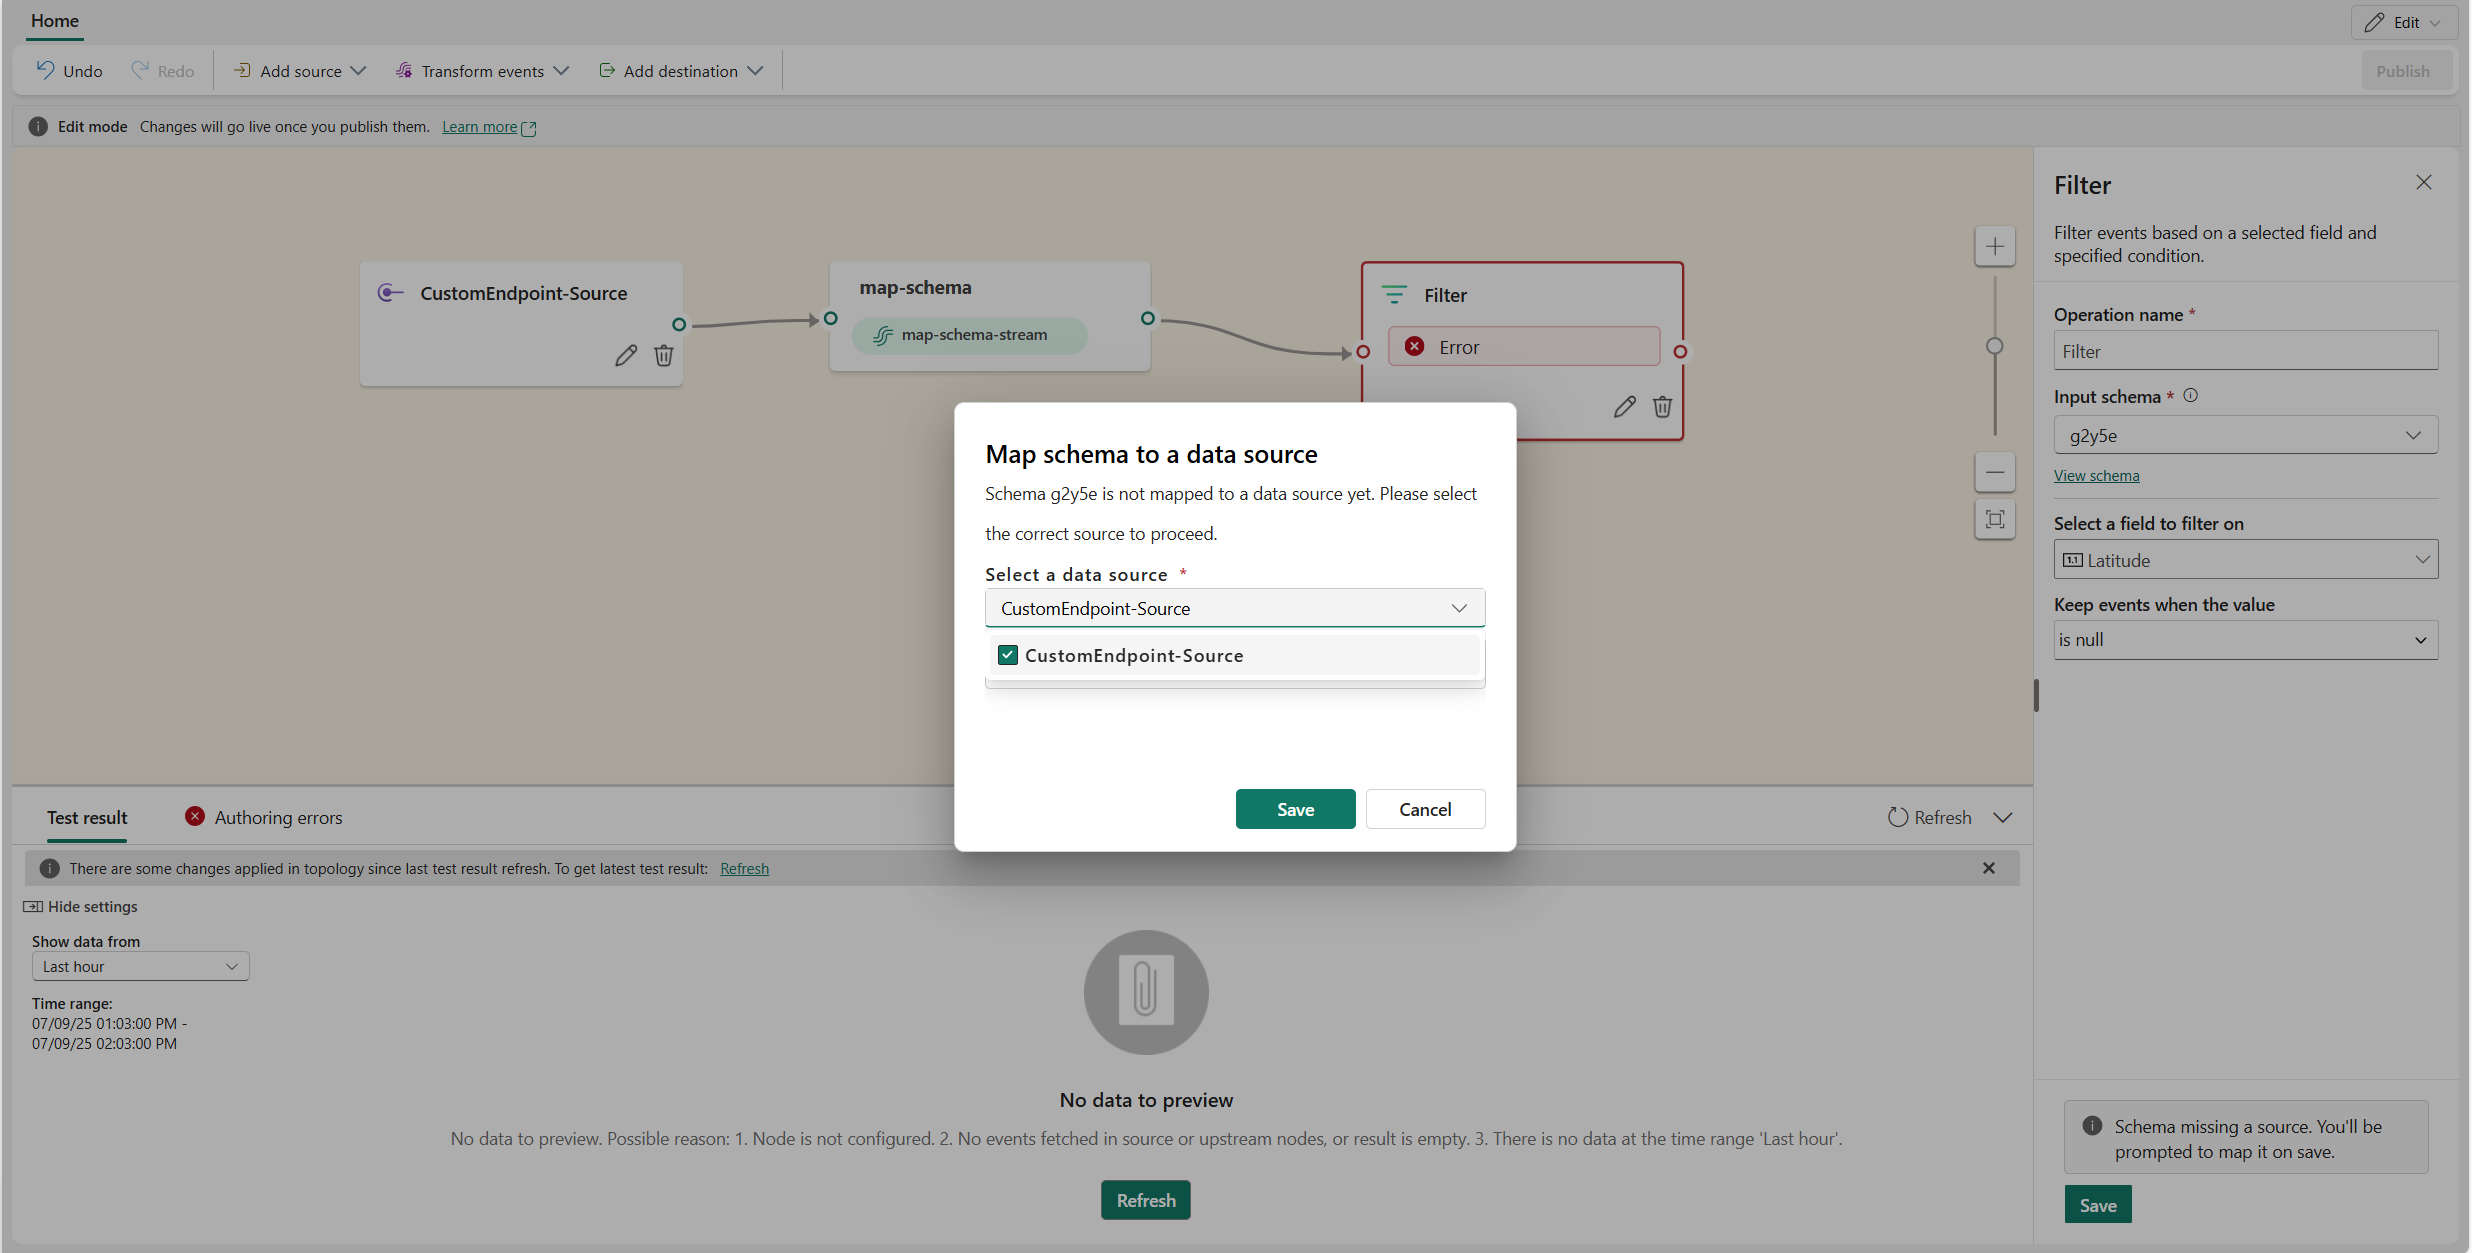 Home
Edit
Undo
Redo
Add source
Transform events
Add destination
Publish
Edit mode Changes will go live once you publish them. Learn more
CustomEndpoint-Source
map-schema
map-schema-stream
Filter
Error
Filter
Filter events based on a selected field and
specified condition.
Operation name *
Filter
Input schema *
g2y5e
View schema
Select a field to filter on
Latitude
Keep events when the value
is null
Schema missing a source. You'll be
prompted to map it on save.
Save
Map schema to a data source
Schema g2y5e is not mapped to a data source yet. Please select
the correct source to proceed.
Select a data source *
CustomEndpoint-Source
CustomEndpoint-Source
Save
Cancel
Test result
Authoring errors
Refresh
There are some changes applied in topology since last test result refresh. To get latest test result: Refresh
Hide settings
Show data from
Last hour
Time range:
07/09/25 01:03:00 PM -
07/09/25 02:03:00 PM
No data to preview
No data to preview. Possible reason: 1. Node is not configured. 2. No events fetched in source or upstream nodes, or result is empty. 3. There is no data at the time range 'Last hour'.
Refresh